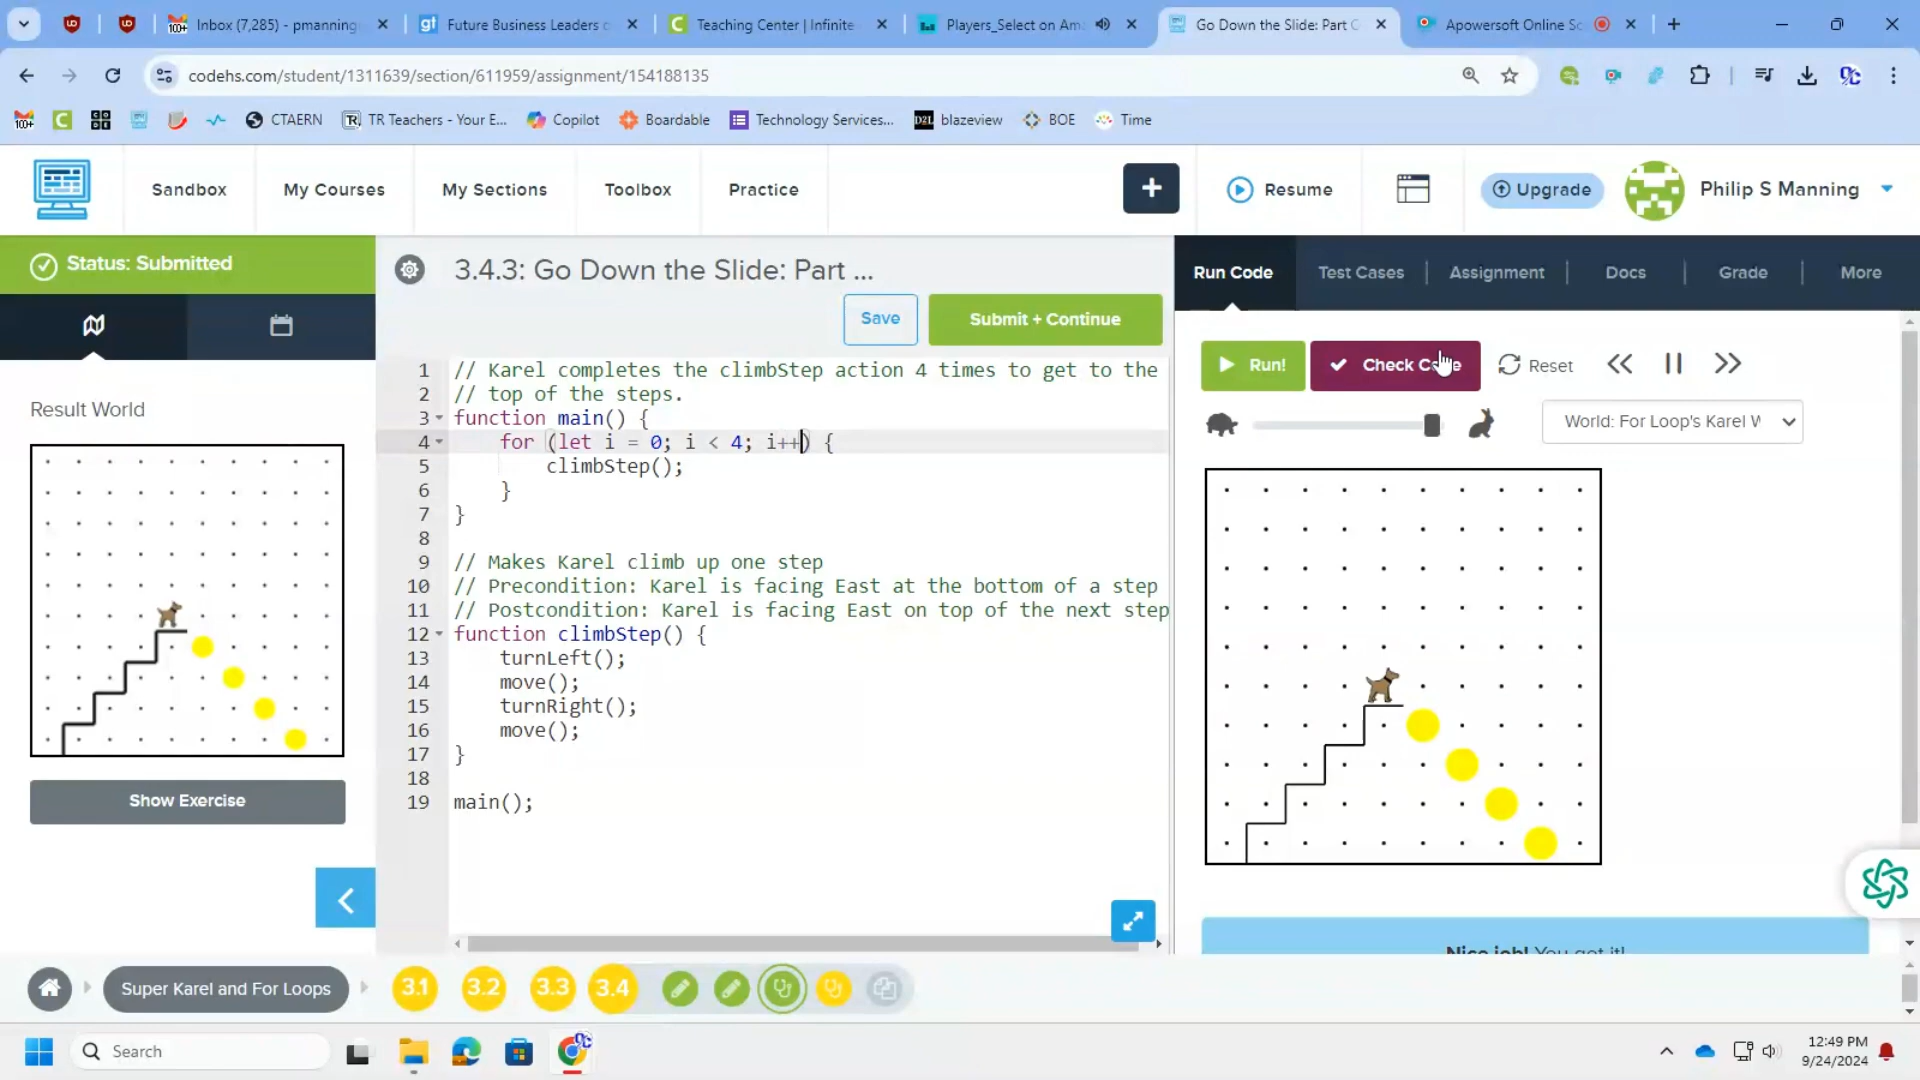 Inbox (7,285) - pmanning
Future Business Leaders o
Teaching Center | Infinite
Players_Select on Am
Go Down the Slide: Part
Apowersoft Online Sc
codehs.com/student/1311639/section/611959/assignment/154188135
100+
CTAERN
TR Teachers - Your E...
Copilot
Boardable
Technology Services...
D2L
blazeview
BOE
Time
Sandbox
My Courses
My Sections
Toolbox
Practice
+
Resume
Upgrade
Philip S Manning
Status: Submitted
Result World
Show Exercise
3.4.3: Go Down the Slide: Part ...
Save
Submit + Continue
1 // Karel completes the climbStep action 4 times to get to the
2 // top of the steps.
3 function main() {
4 for (let i = 0; i < 4; i++) {
5 climbStep();
6 }
7 }
8
9 // Makes Karel climb up one step
10 // Precondition: Karel is facing East at the bottom of a step
11 // Postcondition: Karel is facing East on top of the next step
12 function climbStep() {
13 turnLeft();
14 move();
15 turnRight();
16 move();
17 }
18
19 main();
Run Code
Test Cases
Assignment
Docs
Grade
More
Run!
Check Code
Reset
World: For Loop's Karel W
Nice job! You got it!
Super Karel and For Loops
3.1
3.2
3.3
3.4
Search
12:49 PM
9/24/2024